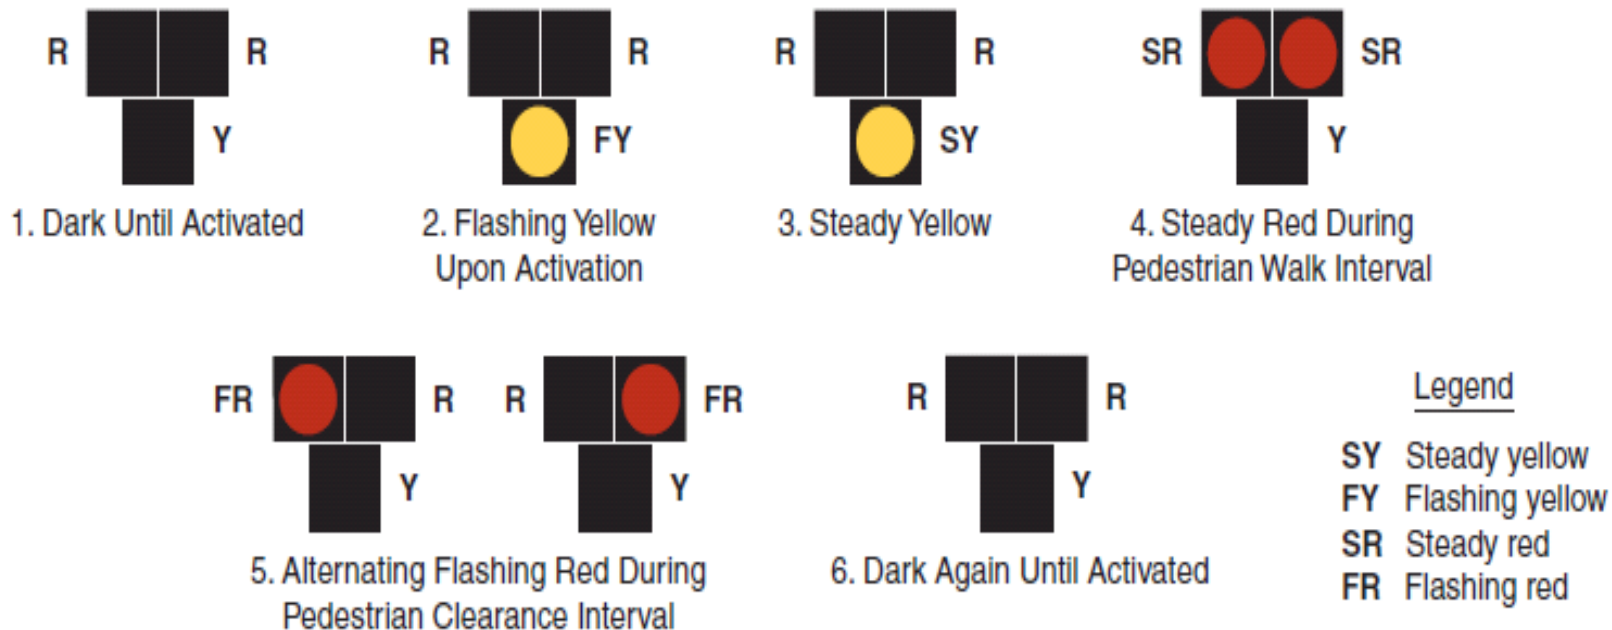 R R R R R R SR SR
Y FY SY Y
1. Dark Until Activated
2. Flashing Yellow
Upon Activation
3. Steady Yellow
4. Steady Red During
Pedestrian Walk Interval
FR R R FR
Y Y
5. Alternating Flashing Red During
Pedestrian Clearance Interval
R R
Y
6. Dark Again Until Activated
Legend
SY Steady yellow
FY Flashing yellow
SR Steady red
FR Flashing red